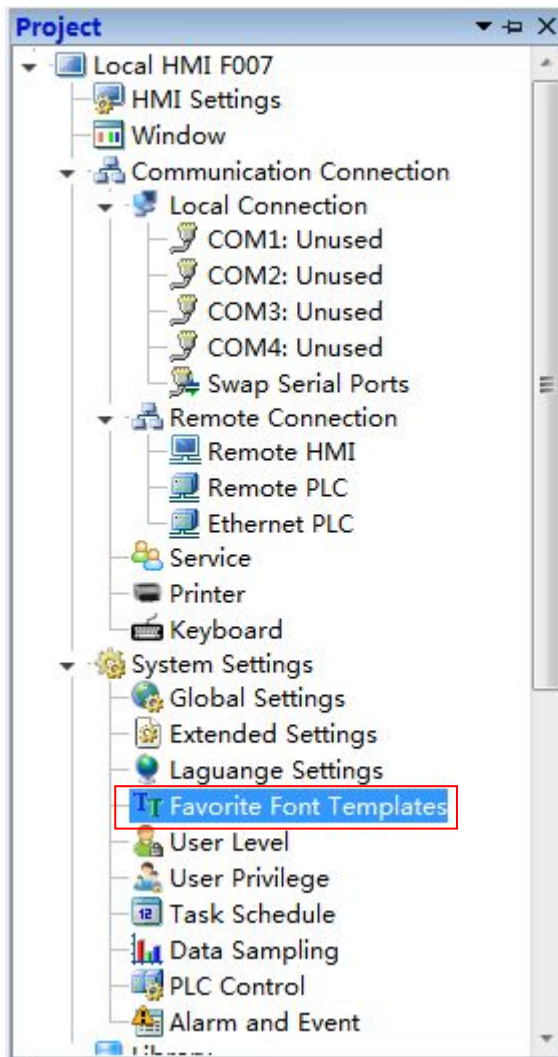 Project
Local HMI F007
HMI Settings
Window
Communication Connection
Local Connection
COM1: Unused
COM2: Unused
COM3: Unused
COM4: Unused
Swap Serial Ports
Remote Connection
Remote HMI
Remote PLC
Ethernet PLC
Service
Printer
Keyboard
System Settings
Global Settings
Extended Settings
Laguange Settings
Favorite Font Templates
User Level
User Privilege
Task Schedule
Data Sampling
PLC Control
Alarm and Event